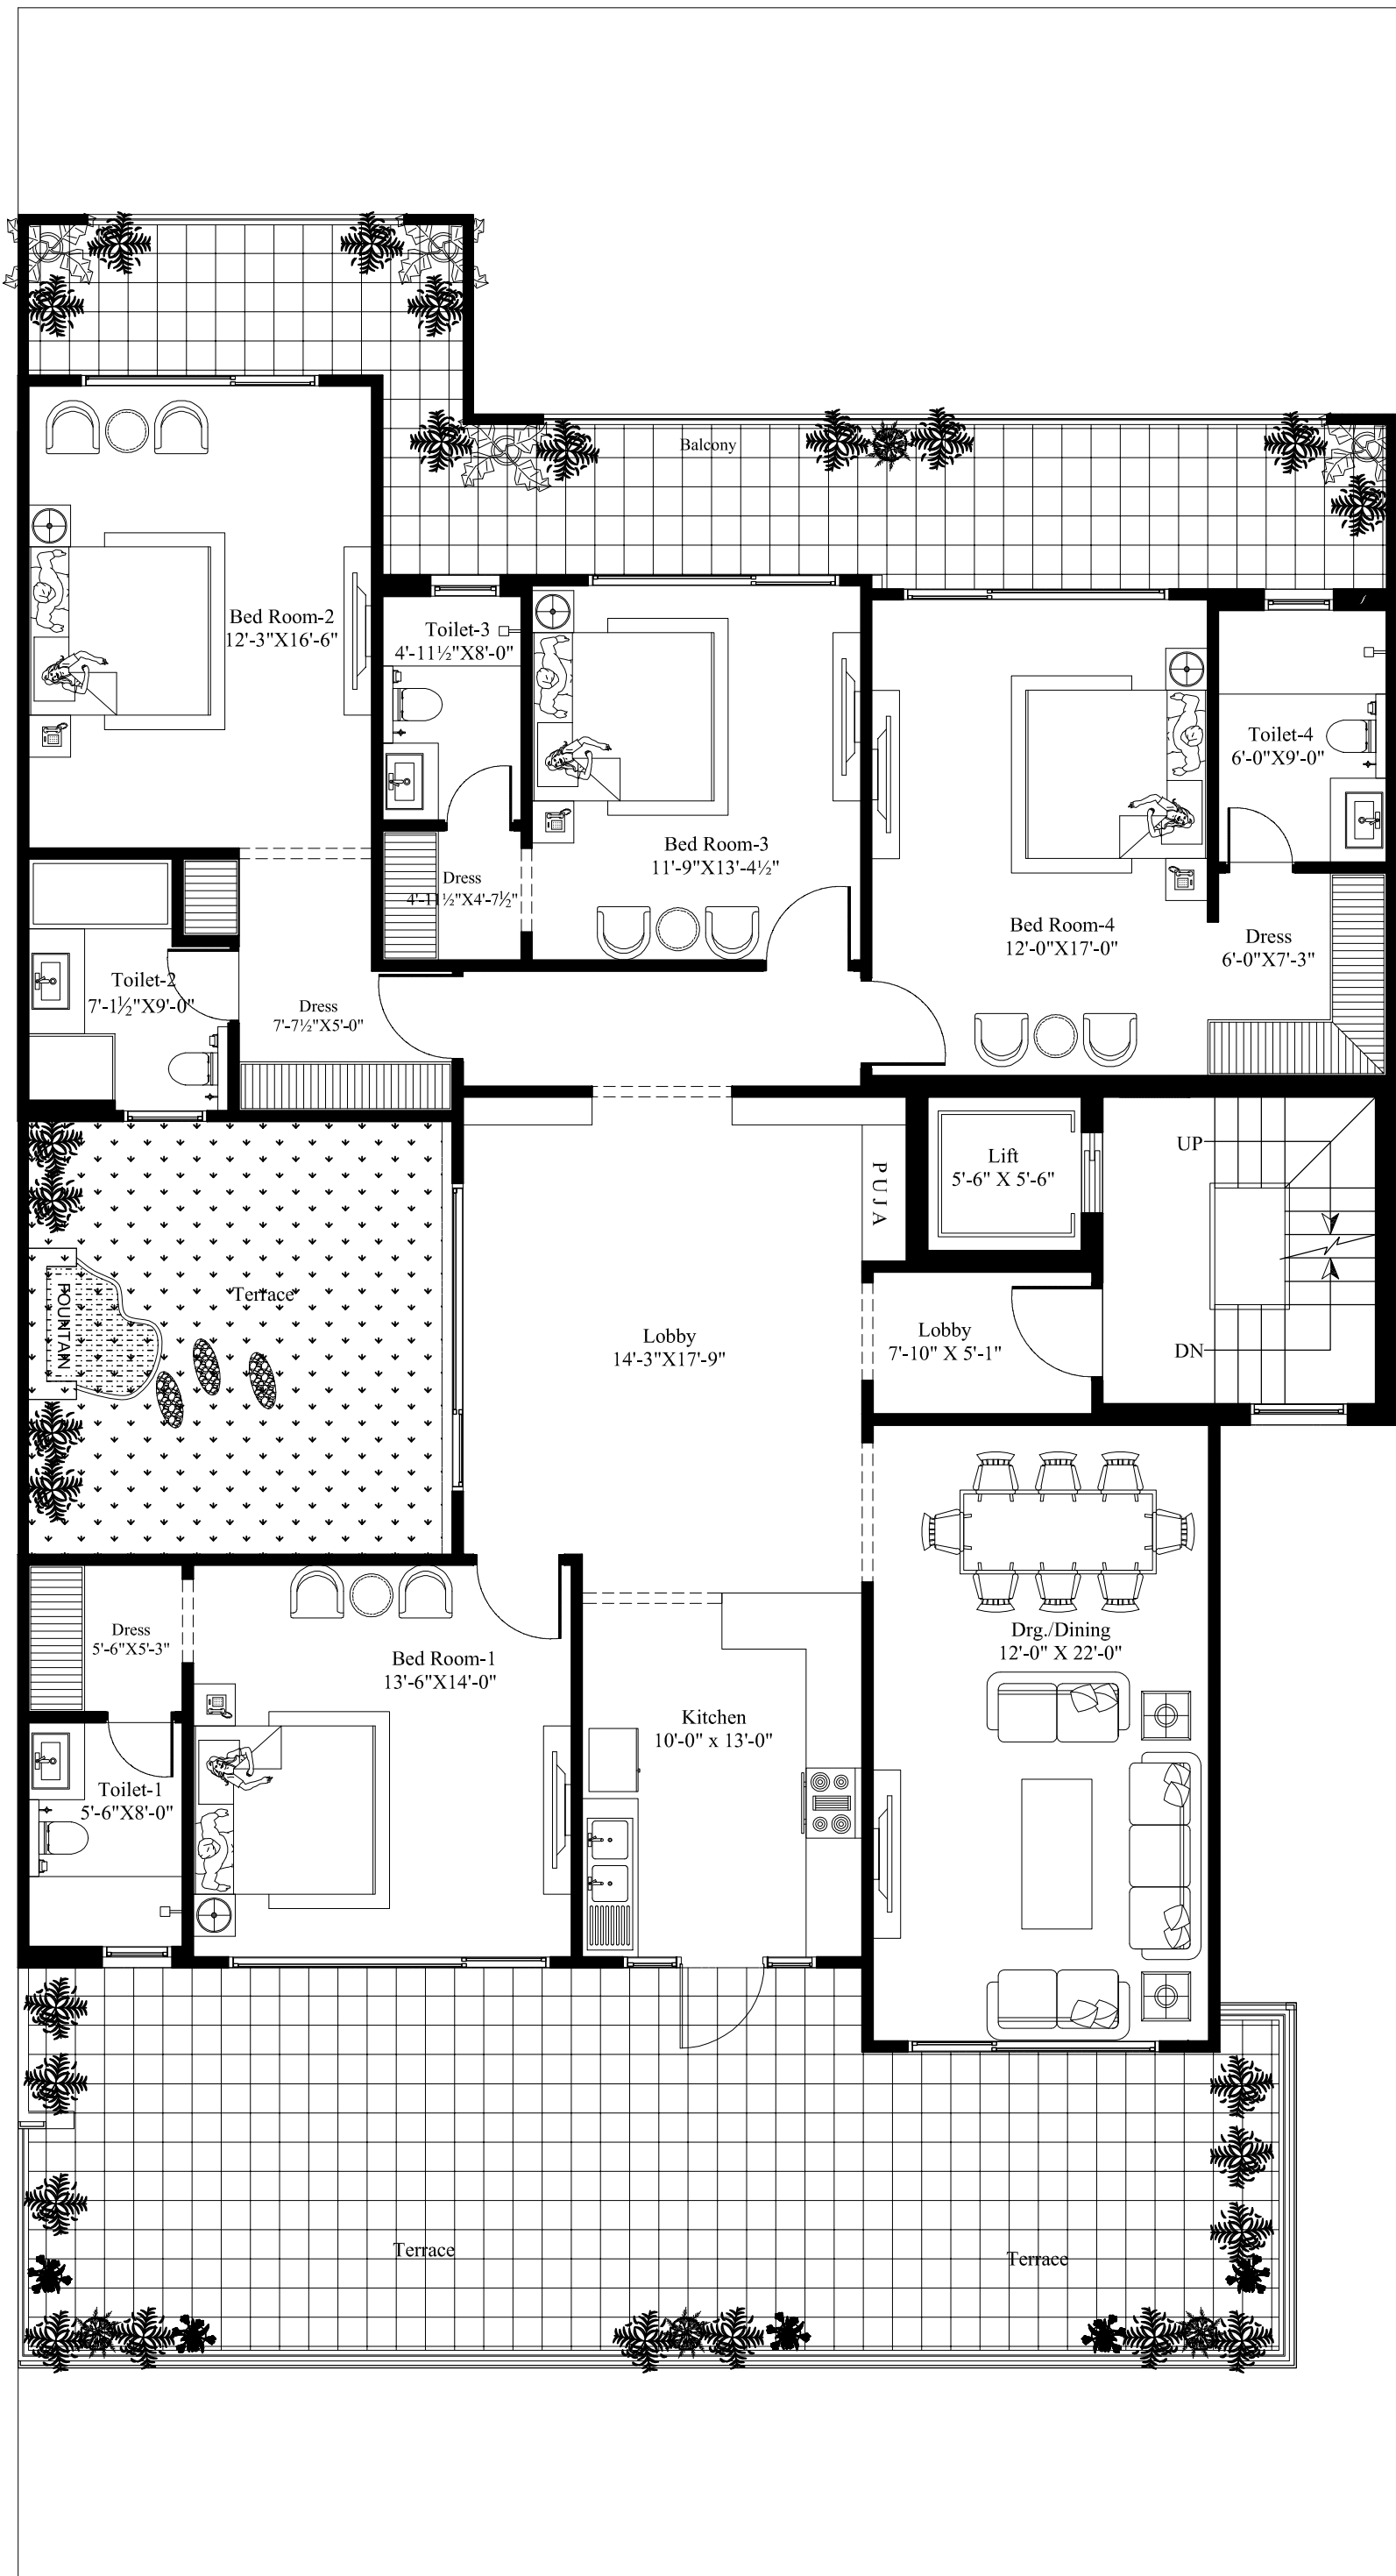 Balcony
Bed Room-2
12'-3"X16'-6"
Toilet-3
4'-11½"X8'-0"
Toilet-4
6'-0"X9'-0"
Bed Room-3
11'-9"X13'-4½"
Dress
4'-11½"X4'-7½"
Bed Room-4
12'-0"X17'-0"
Dress
6'-0"X7'-3"
Toilet-2
7'-1½"X9'-0"
Dress
7'-7½"X5'-0"
PUJA
Lift
5'-6" X 5'-6"
UP
Terrace
FOUNTAIN
Lobby
14'-3"X17'-9"
Lobby
7'-10" X 5'-1"
DN
Dress
5'-6"X5'-3"
Bed Room-1
13'-6"X14'-0"
Drg./Dining
12'-0" X 22'-0"
Kitchen
10'-0" x 13'-0"
Toilet-1
5'-6"X8'-0"
Terrace
Terrace